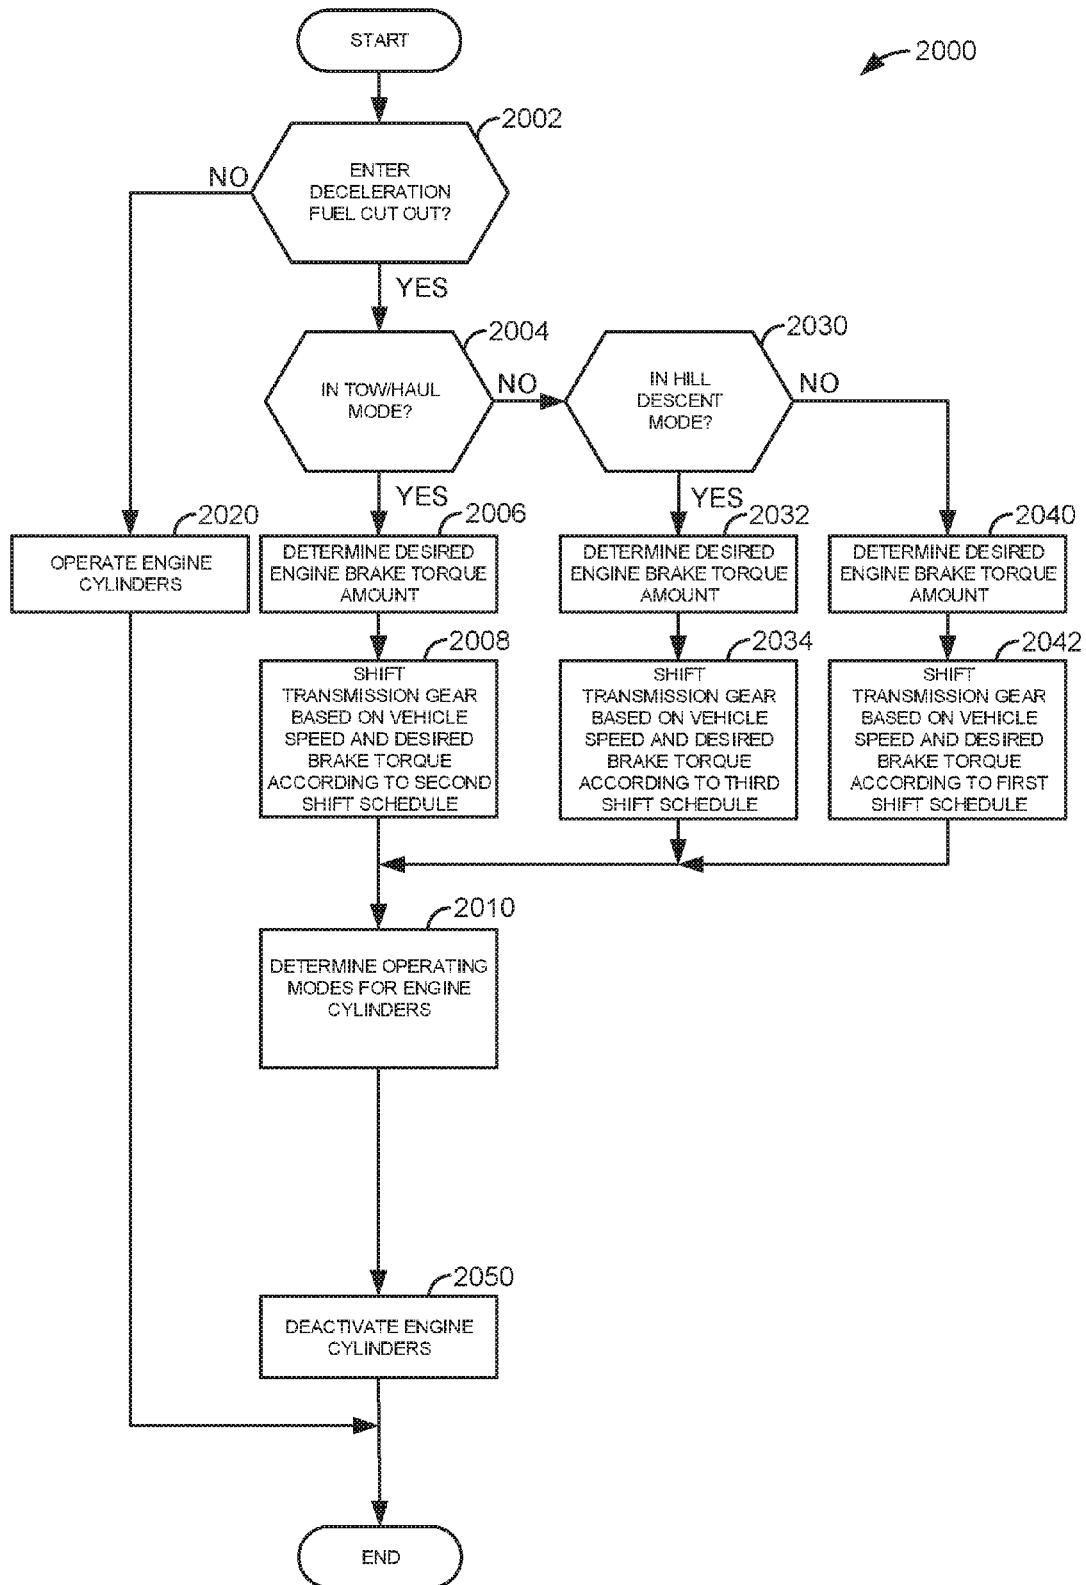 START
2000
2002
ENTER
DECELERATION
FUEL CUT OUT?
NO
YES
2004
IN TOW/HAUL
MODE?
NO
2030
IN HILL
DESCENT
MODE?
NO
YES
YES
2020
OPERATE ENGINE
CYLINDERS
2006
DETERMINE DESIRED
ENGINE BRAKE TORQUE
AMOUNT
2032
DETERMINE DESIRED
ENGINE BRAKE TORQUE
AMOUNT
2040
DETERMINE DESIRED
ENGINE BRAKE TORQUE
AMOUNT
2008
SHIFT
TRANSMISSION GEAR
BASED ON VEHICLE
SPEED AND DESIRED
BRAKE TORQUE
ACCORDING TO SECOND
SHIFT SCHEDULE
2034
SHIFT
TRANSMISSION GEAR
BASED ON VEHICLE
SPEED AND DESIRED
BRAKE TORQUE
ACCORDING TO THIRD
SHIFT SCHEDULE
2042
SHIFT
TRANSMISSION GEAR
BASED ON VEHICLE
SPEED AND DESIRED
BRAKE TORQUE
ACCORDING TO FIRST
SHIFT SCHEDULE
2010
DETERMINE OPERATING
MODES FOR ENGINE
CYLINDERS
2050
DEACTIVATE ENGINE
CYLINDERS
END